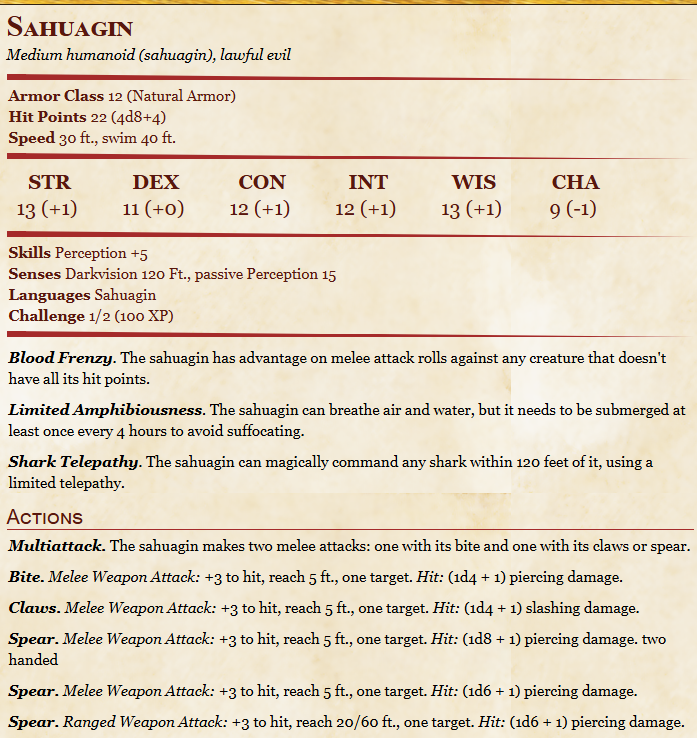 Sahuagin
Medium humanoid (sahuagin), lawful evil
Armor Class 12 (Natural Armor)
Hit Points 22 (4d8+4)
Speed 30 ft., swim 40 ft.
STR DEX CON INT WIS CHA
13 (+1) 11 (+0) 12 (+1) 12 (+1) 13 (+1) 9 (-1)
Skills Perception +5
Senses Darkvision 120 Ft., passive Perception 15
Languages Sahuagin
Challenge 1/2 (100 XP)
Blood Frenzy. The sahuagin has advantage on melee attack rolls against any creature that doesn't
have all its hit points.
Limited Amphibiousness. The sahuagin can breathe air and water, but it needs to be submerged at
least once every 4 hours to avoid suffocating.
Shark Telepathy. The sahuagin can magically command any shark within 120 feet of it, using a
limited telepathy.
Actions
Multiattack. The sahuagin makes two melee attacks: one with its bite and one with its claws or spear.
Bite. Melee Weapon Attack: +3 to hit, reach 5 ft., one target. Hit: (1d4 + 1) piercing damage.
Claws. Melee Weapon Attack: +3 to hit, reach 5 ft., one target. Hit: (1d4 + 1) slashing damage.
Spear. Melee Weapon Attack: +3 to hit, reach 5 ft., one target. Hit: (1d8 + 1) piercing damage. two
handed
Spear. Melee Weapon Attack: +3 to hit, reach 5 ft., one target. Hit: (1d6 + 1) piercing damage.
Spear. Ranged Weapon Attack: +3 to hit, reach 20/60 ft., one target. Hit: (1d6 + 1) piercing damage.